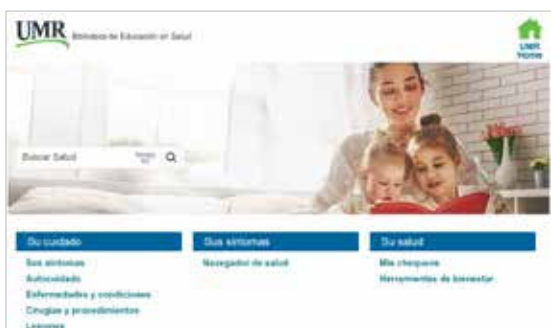 UMR Biblioteca de Educación en Salud
UMR
Home
Buscar Salud
Su cuidado
Sus síntomas
Autocuidado
Enfermedades y condiciones
Cirugías y procedimientos
Lesiones
Sus síntomas
Navegador de salud
Su salud
Mis chequeos
Herramientas de bienestar